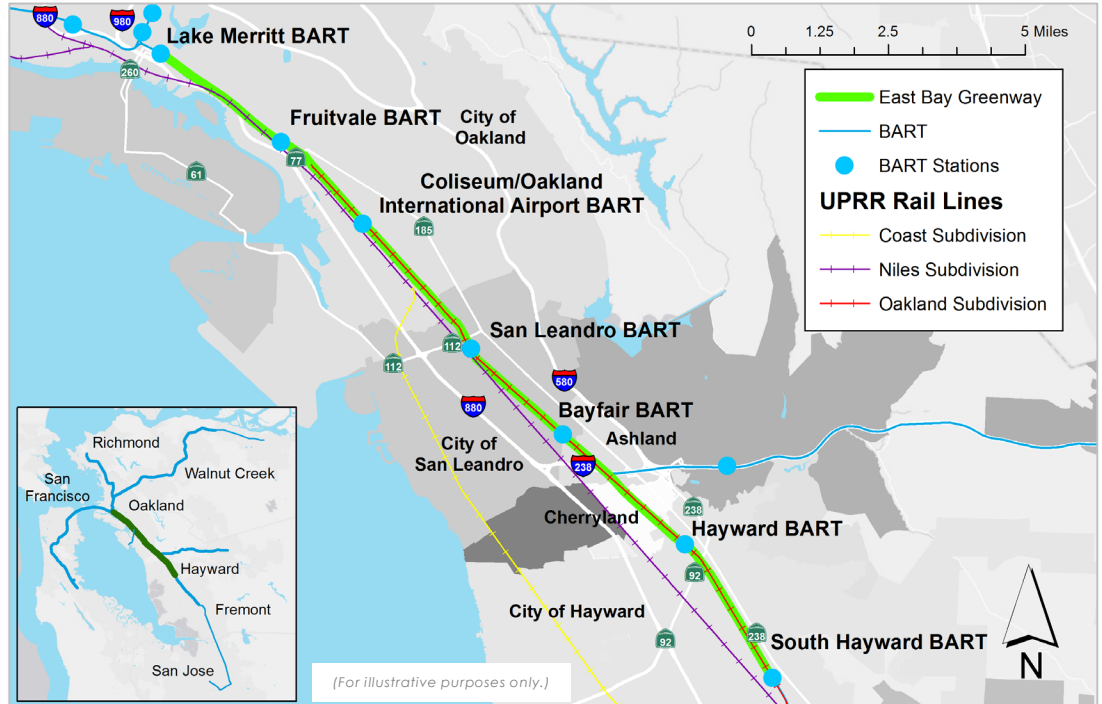 880
980
Lake Merritt BART
260
0 1.25 2.5 5 Miles
East Bay Greenway
BART
BART Stations
UPRR Rail Lines
Coast Subdivision
Niles Subdivision
Oakland Subdivision
Fruitvale BART
City of
Oakland
77
61
Coliseum/Oakland
International Airport BART
185
San Leandro BART
112
112
580
880
Bayfair BART
Ashland
City of
San Leandro
238
Cherryland
238
Hayward BART
92
City of Hayward
92
238
South Hayward BART
N
Richmond
Walnut Creek
San
Francisco
Oakland
Hayward
Fremont
San Jose
(For illustrative purposes only.)